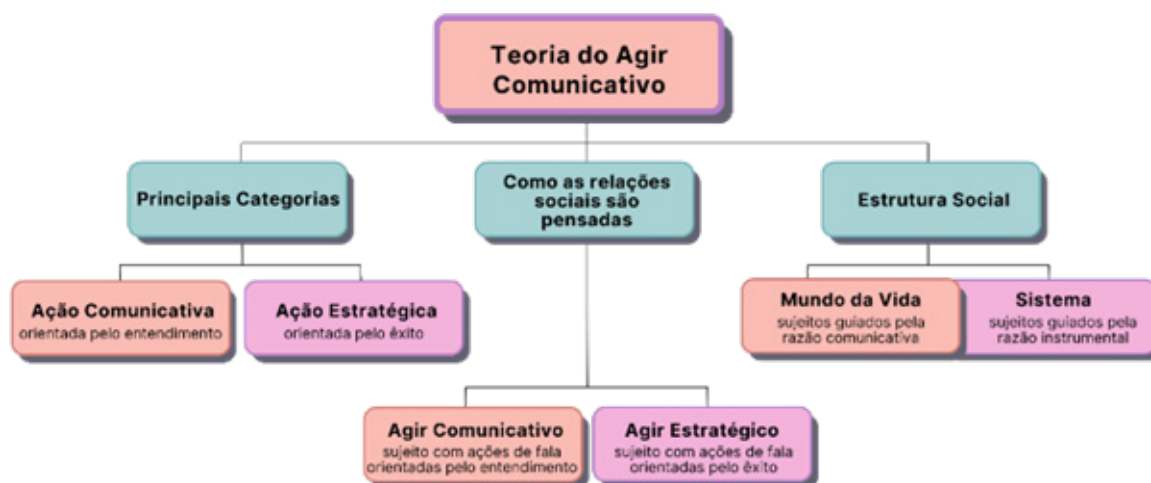 Teoria do Agir
Comunicativo
Principais Categorias
Como as relações
sociais são
pensadas
Estrutura Social
Ação Comunicativa
orientada pelo entendimento
Ação Estratégica
orientada pelo êxito
Mundo da Vida
sujeitos guiados pela
razão comunicativa
Sistema
sujeitos guiados pela
razão instrumental
Agir Comunicativo
sujeito com ações de fala
orientadas pelo entendimento
Agir Estratégico
sujeito com ações de fala
orientadas pelo êxito